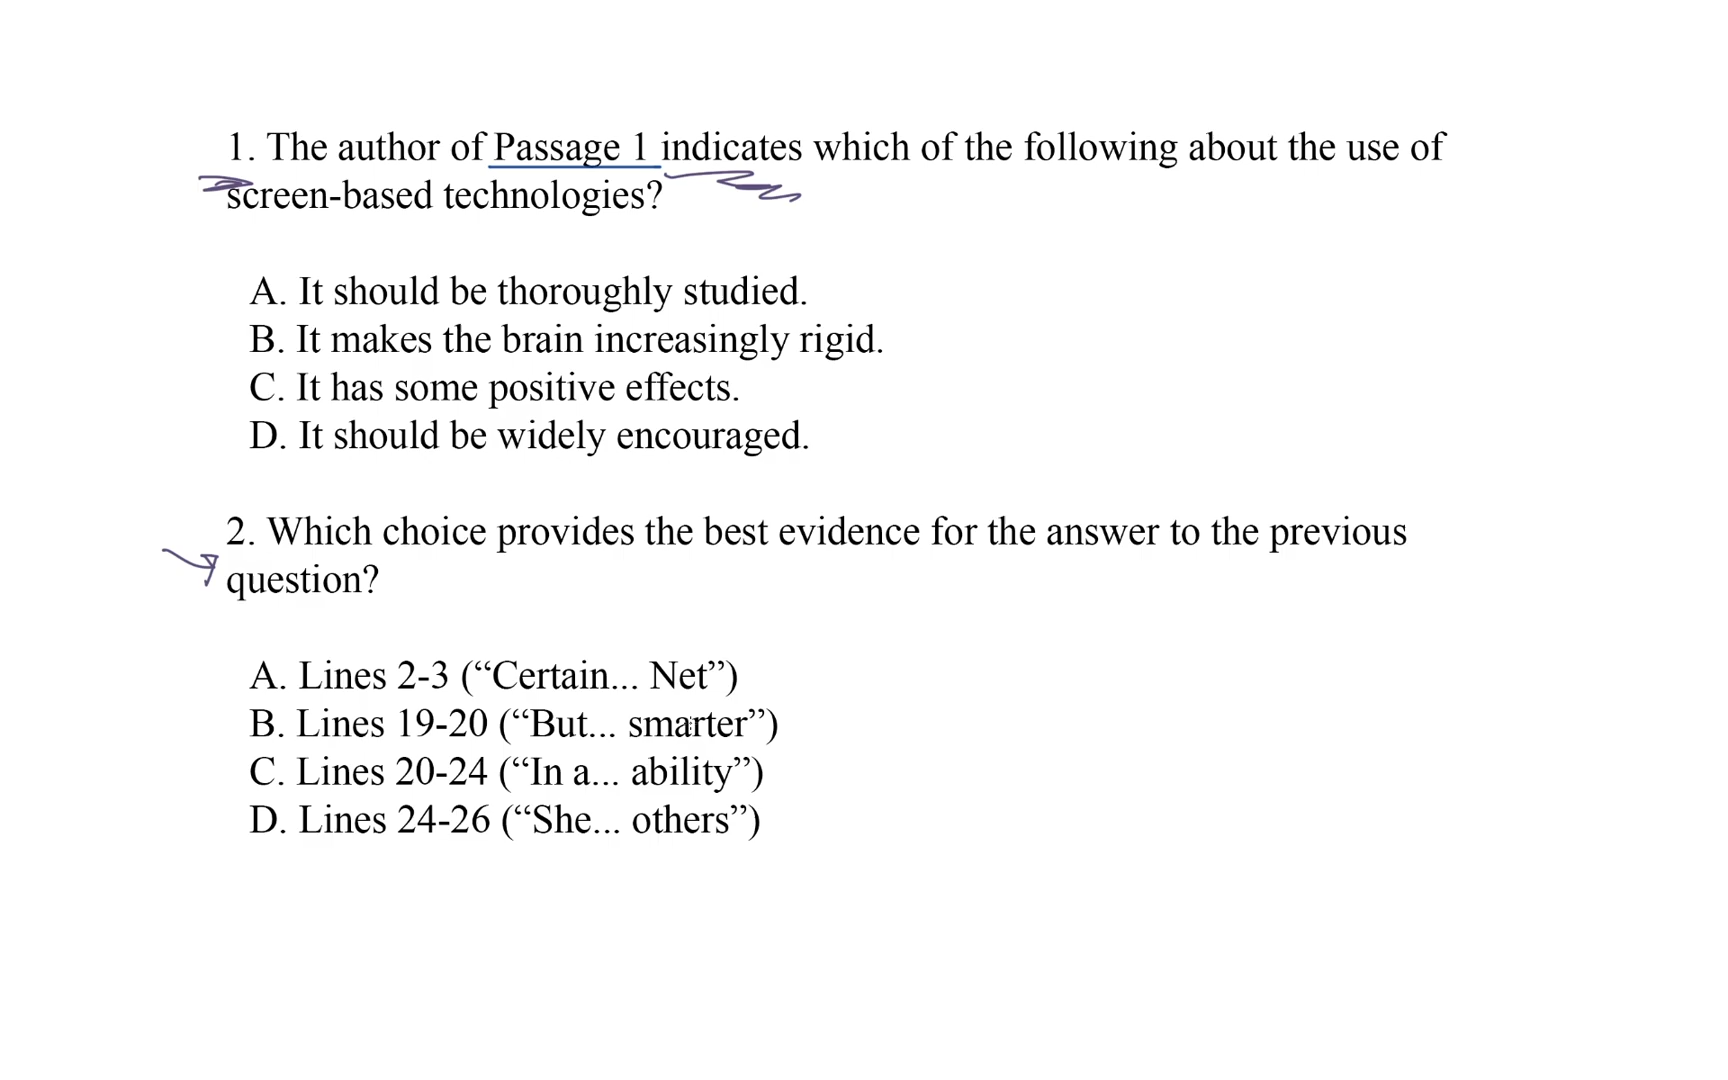 1. The author of Passage 1 indicates which of the following about the use of
screen-based technologies?
A. It should be thoroughly studied.
B. It makes the brain increasingly rigid.
C. It has some positive effects.
D. It should be widely encouraged.
2. Which choice provides the best evidence for the answer to the previous
question?
A. Lines 2-3 (“Certain... Net”)
B. Lines 19-20 (“But... smarter”)
C. Lines 20-24 (“In a... ability”)
D. Lines 24-26 (“She... others”)